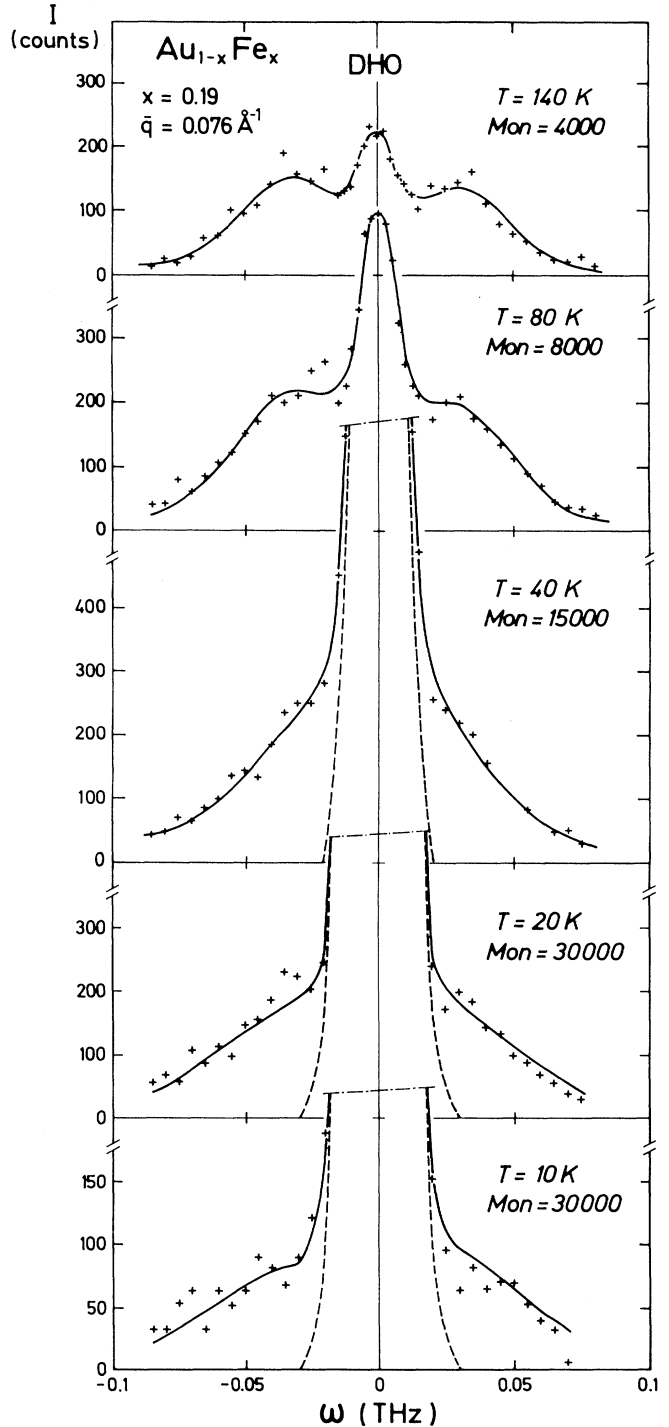 I
(counts)
Au₁₋ₓFeₓ
DHO
x = 0.19
q̄ = 0.076 Å⁻¹
T = 140 K
Mon = 4000
300
200
100
0
T = 80 K
Mon = 8000
300
200
100
0
T = 40 K
Mon = 15000
400
300
200
100
0
T = 20 K
Mon = 30000
300
200
100
0
T = 10 K
Mon = 30000
150
100
50
0
-0.1 -0.05 0 0.05 0.1
ω (THz)